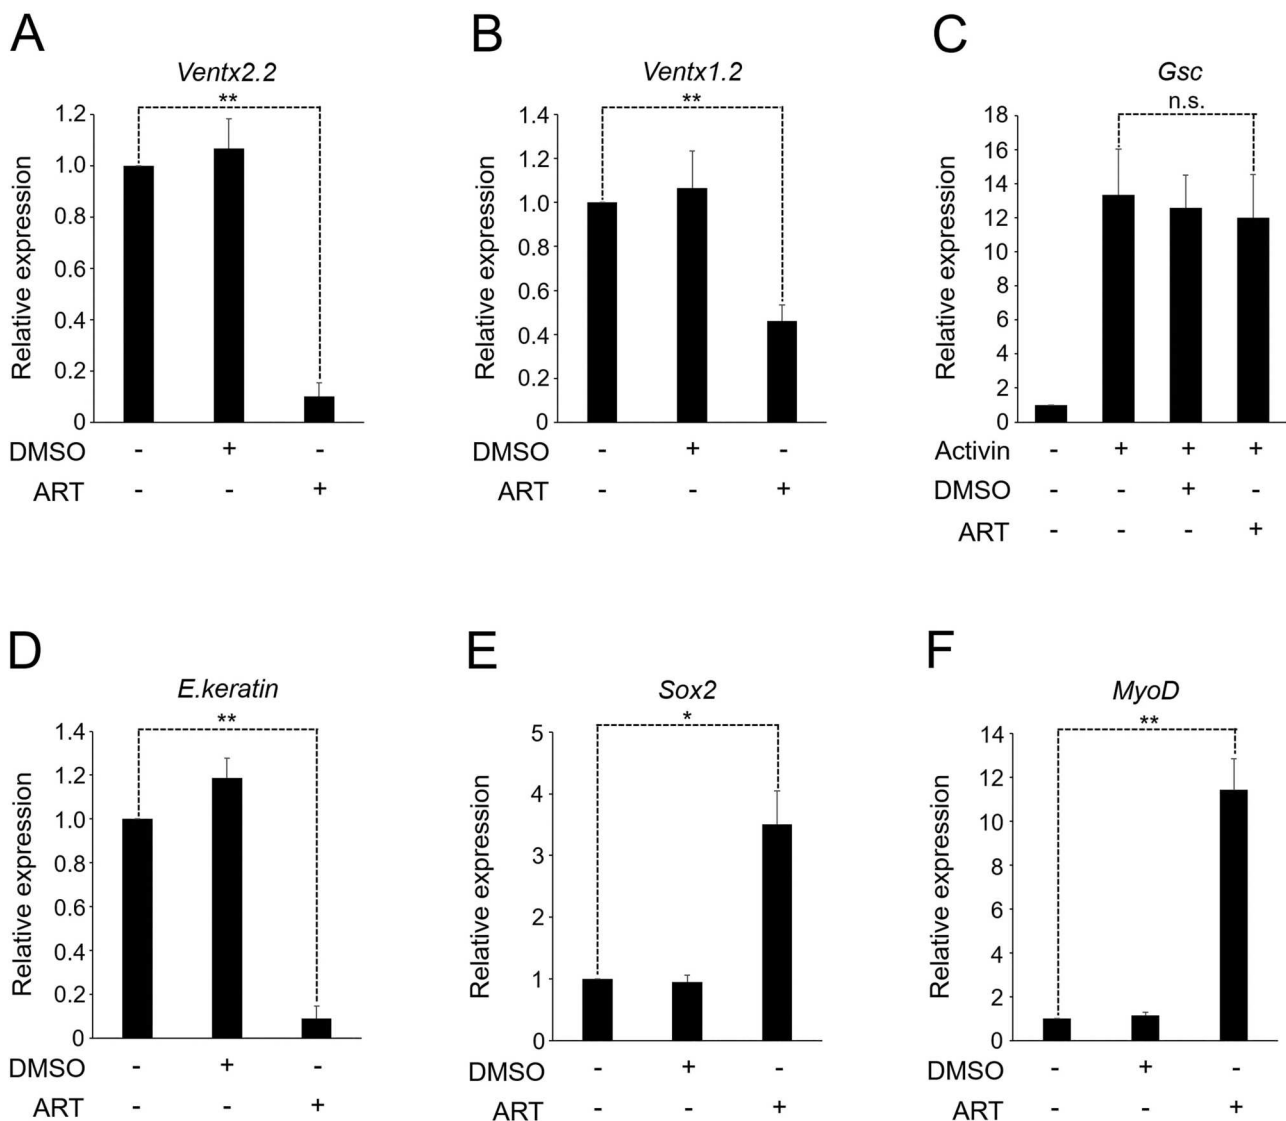 A
Ventx2.2
**
Relative expression
1.2
1.0
0.8
0.6
0.4
0.2
0
DMSO - + -
ART - - +
B
Ventx1.2
**
Relative expression
1.4
1.2
1.0
0.8
0.6
0.4
0.2
0
DMSO - + -
ART - - +
C
Gsc
n.s.
Relative expression
18
16
14
12
10
8
6
4
2
0
Activin - + + +
DMSO - - + -
ART - - - +
D
E.keratin
**
Relative expression
1.4
1.2
1.0
0.8
0.6
0.4
0.2
0
DMSO - + -
ART - - +
E
Sox2
*
Relative expression
5
4
3
2
1
0
DMSO - + -
ART - - +
F
MyoD
**
Relative expression
14
12
10
8
6
4
2
0
DMSO - + -
ART - - +